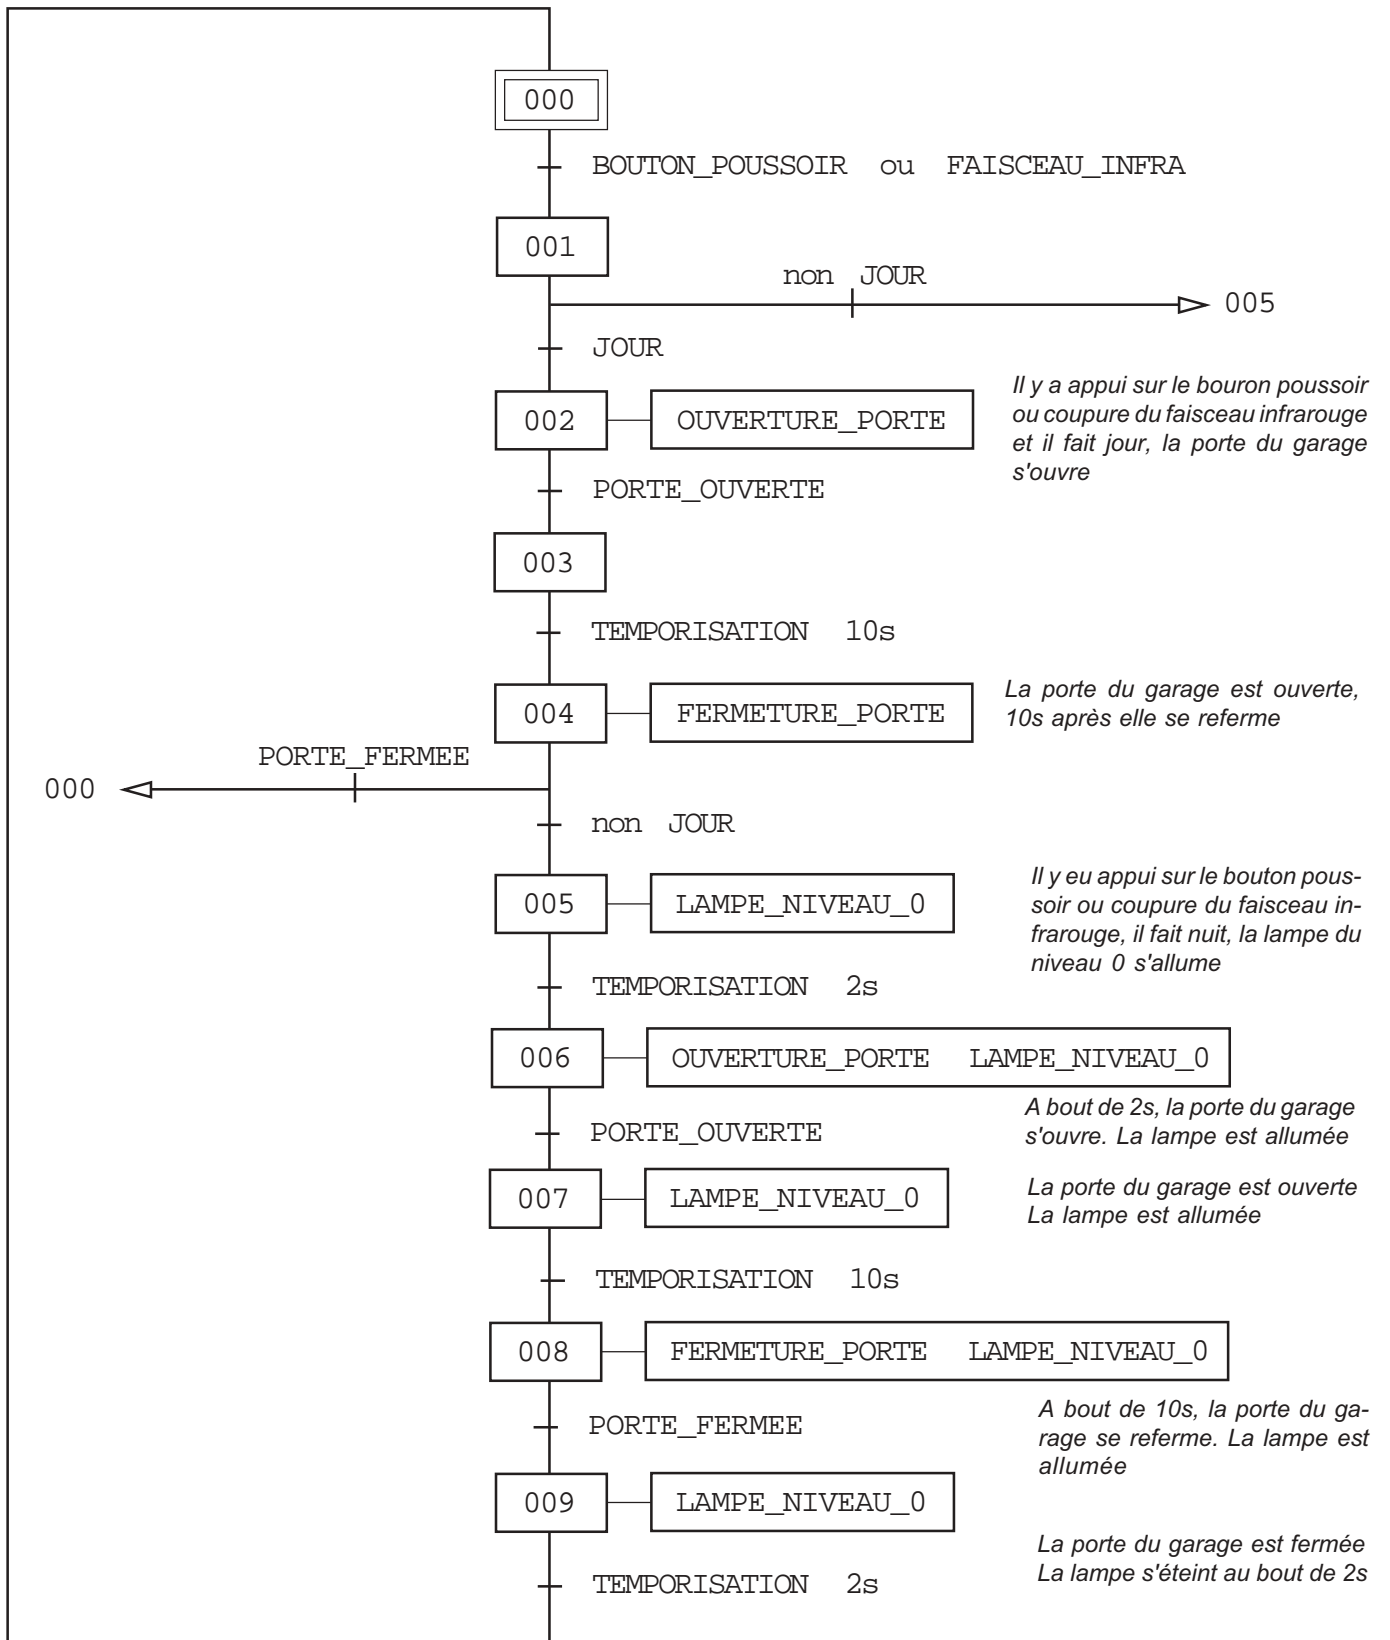 000
BOUTON_POUSSOIR ou FAISCEAU_INFRA
001
non JOUR
005
JOUR
002
OUVERTURE_PORTE
Il y a appui sur le bouron poussoir
ou coupure du faisceau infrarouge
et il fait jour, la porte du garage
s'ouvre
PORTE_OUVERTE
003
TEMPORISATION 10s
004
FERMETURE_PORTE
La porte du garage est ouverte,
10s après elle se referme
PORTE_FERMEE
000
non JOUR
005
LAMPE_NIVEAU_0
Il y eu appui sur le bouton pous-
soir ou coupure du faisceau in-
frarouge, il fait nuit, la lampe du
niveau 0 s'allume
TEMPORISATION 2s
006
OUVERTURE_PORTE LAMPE_NIVEAU_0
A bout de 2s, la porte du garage
s'ouvre. La lampe est allumée
PORTE_OUVERTE
007
LAMPE_NIVEAU_0
La porte du garage est ouverte
La lampe est allumée
TEMPORISATION 10s
008
FERMETURE_PORTE LAMPE_NIVEAU_0
A bout de 10s, la porte du ga-
rage se referme. La lampe est
allumée
PORTE_FERMEE
009
LAMPE_NIVEAU_0
La porte du garage est fermée
La lampe s'éteint au bout de 2s
TEMPORISATION 2s